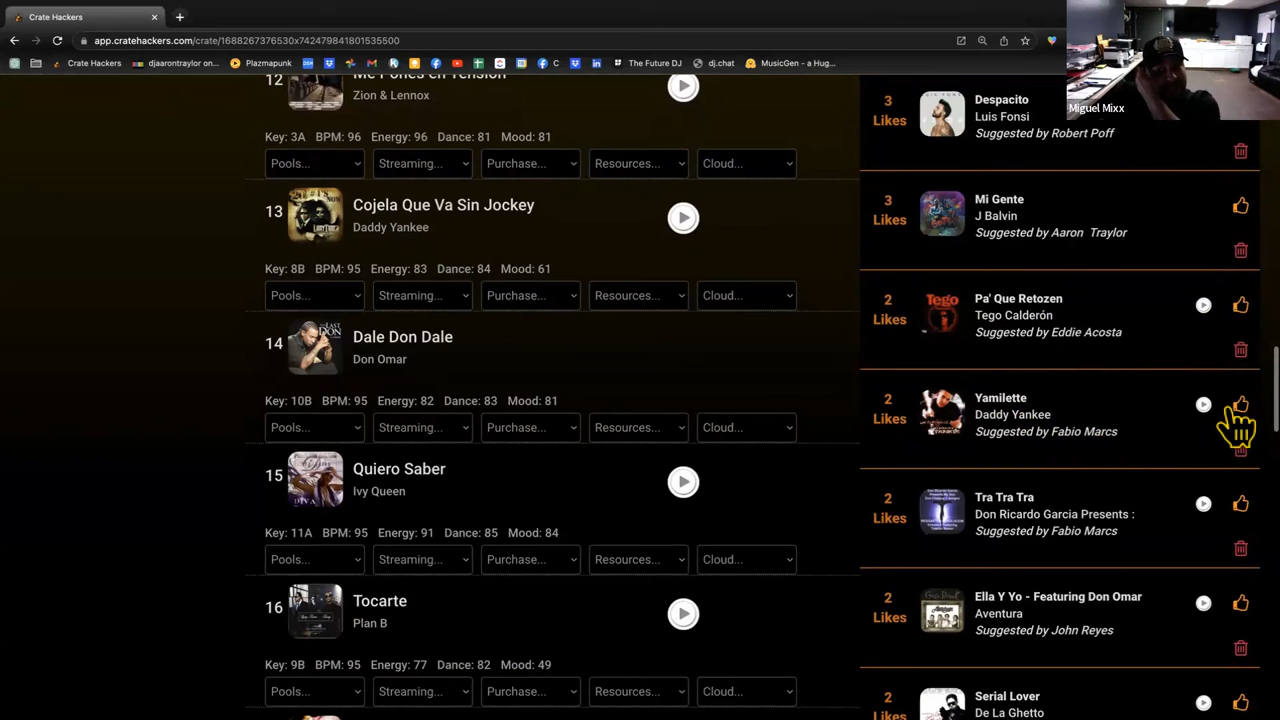 Crate Hackers
app.cratehackers.com/crate/1688267376530x742479841801535500
Crate Hackers
djaarontraylor on...
Plazmapunk
C
The Future DJ
dj.chat
MusicGen - a Hug...
Miguel Mixx
12
Me Pones en Tensión
Zion & Lennox
Key: 3A BPM: 96 Energy: 96 Dance: 81 Mood: 81
Pools... Streaming... Purchase... Resources... Cloud...
13
Cojela Que Va Sin Jockey
Daddy Yankee
Key: 8B BPM: 95 Energy: 83 Dance: 84 Mood: 61
Pools... Streaming... Purchase... Resources... Cloud...
14
THE LAST DON
Dale Don Dale
Don Omar
Key: 10B BPM: 95 Energy: 82 Dance: 83 Mood: 81
Pools... Streaming... Purchase... Resources... Cloud...
15
Quiero Saber
Ivy Queen
Key: 11A BPM: 95 Energy: 91 Dance: 85 Mood: 84
Pools... Streaming... Purchase... Resources... Cloud...
16
Tocarte
Plan B
Key: 9B BPM: 95 Energy: 77 Dance: 82 Mood: 49
Pools... Streaming... Purchase... Resources... Cloud...
3
Likes
Despacito
Luis Fonsi
Suggested by Robert Poff
3
Likes
Mi Gente
J Balvin
Suggested by Aaron Traylor
2
Likes
Tego
Pa' Que Retozen
Tego Calderón
Suggested by Eddie Acosta
2
Likes
Yamilette
Daddy Yankee
Suggested by Fabio Marcs
2
Likes
Tra Tra Tra
Don Ricardo Garcia Presents :
Suggested by Fabio Marcs
2
Likes
Ella Y Yo - Featuring Don Omar
Aventura
Suggested by John Reyes
2
Likes
Serial Lover
De La Ghetto